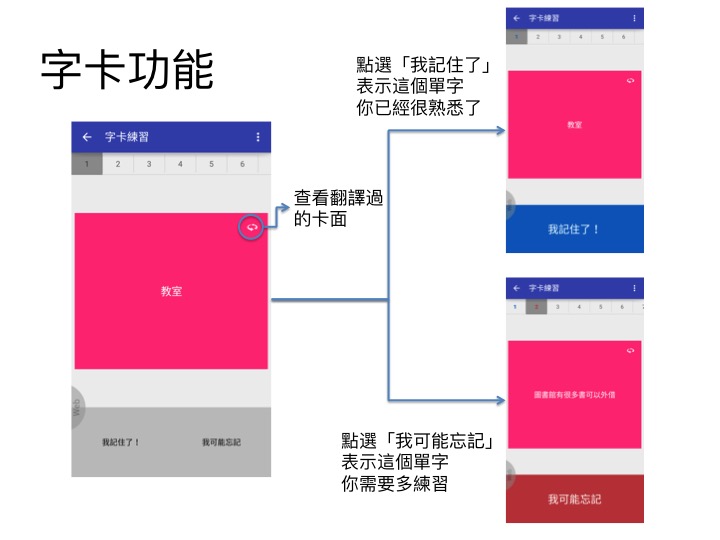 字卡功能
字卡練習
1 2 3 4 5 6
教室
Web
我記住了！ 我可能忘記
查看翻譯過
的卡面
點選「我記住了」
表示這個單字
你已經很熟悉了
字卡練習
1 2 3 4 5 6
教室
我記住了！
點選「我可能忘記」
表示這個單字
你需要多練習
字卡練習
1 2 3 4 5 6 7
圖書館有很多書可以外借
我可能忘記